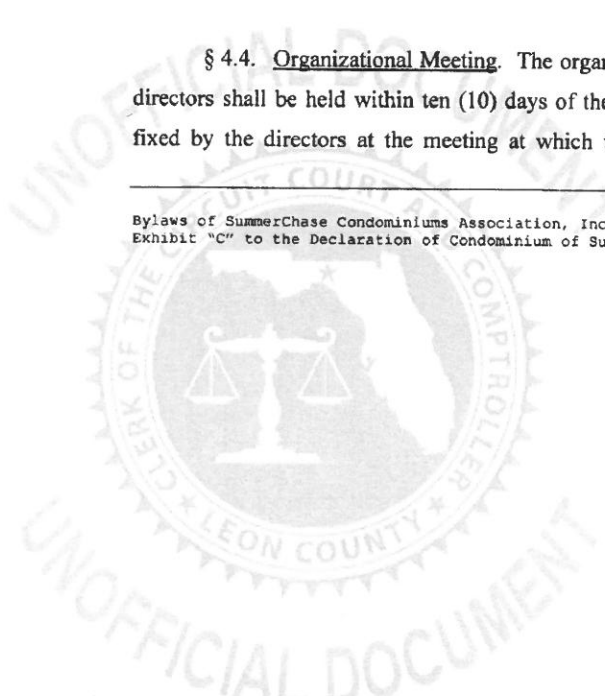 UNOFFICIAL DOCUMENT
§ 4.4. Organizational Meeting. The organ
directors shall be held within ten (10) days of the
fixed by the directors at the meeting at which
Bylaws of SummerChase Condominiums Association, Inc
Exhibit "C" to the Declaration of Condominium of Su
CLERK OF THE CIRCUIT COURT AND COMPTROLLER
LEON COUNTY
UNOFFICIAL DOCUMENT